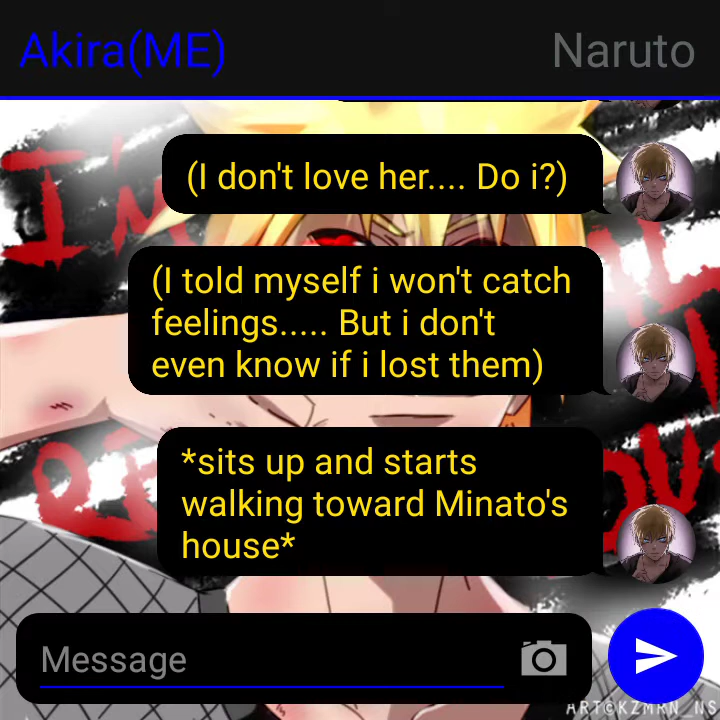 Akira(ME)
Naruto
I'm
(I don't love her.... Do i?)
(I told myself i won't catch
feelings..... But i don't
even know if i lost them)
*sits up and starts
walking toward Minato's
house*
Message
ART©KZMRN_NS